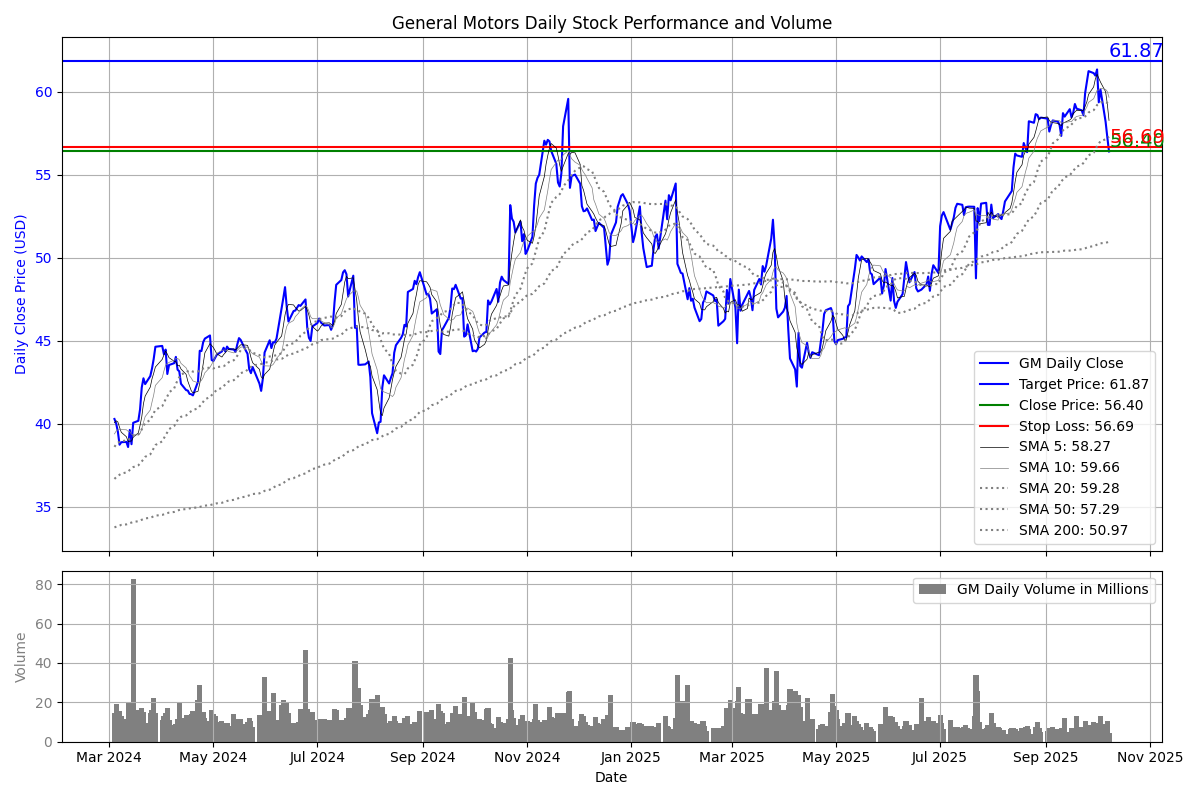 General Motors Daily Stock Performance and Volume
61.87
60
56.69
56.40
55
50
45
40
35
Daily Close Price (USD)
GM Daily Close
Target Price: 61.87
Close Price: 56.40
Stop Loss: 56.69
SMA 5: 58.27
SMA 10: 59.66
SMA 20: 59.28
SMA 50: 57.29
SMA 200: 50.97
80
60
40
20
0
Volume
GM Daily Volume in Millions
Mar 2024 May 2024 Jul 2024 Sep 2024 Nov 2024 Jan 2025 Mar 2025 May 2025 Jul 2025 Sep 2025 Nov 2025
Date